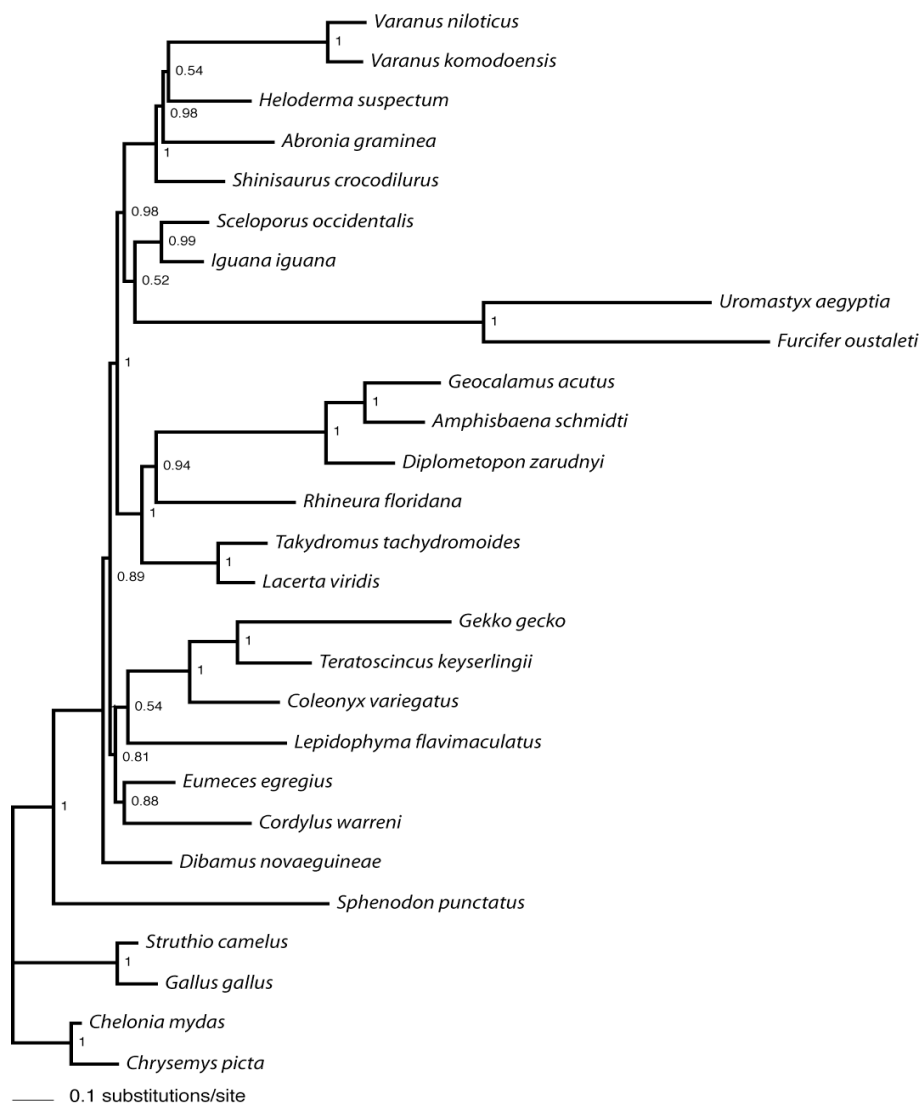 Varanus niloticus
1
Varanus komodoensis
0.54
Heloderma suspectum
0.98
Abronia graminea
1
Shinisaurus crocodilurus
0.98
Sceloporus occidentalis
0.99
Iguana iguana
0.52
Uromastyx aegyptia
1
Furcifer oustaleti
1
Geocalamus acutus
1
Amphisbaena schmidti
1
Diplometopon zarudnyi
0.94
Rhineura floridana
1
Takydromus tachydromoides
1
Lacerta viridis
0.89
Gekko gecko
1
Teratoscincus keyserlingii
1
Coleonyx variegatus
0.54
Lepidophyma flavimaculatus
0.81
Eumeces egregius
0.88
Cordylus warreni
1
Dibamus novaeguineae
Sphenodon punctatus
Struthio camelus
1
Gallus gallus
Chelonia mydas
1
Chrysemys picta
0.1 substitutions/site